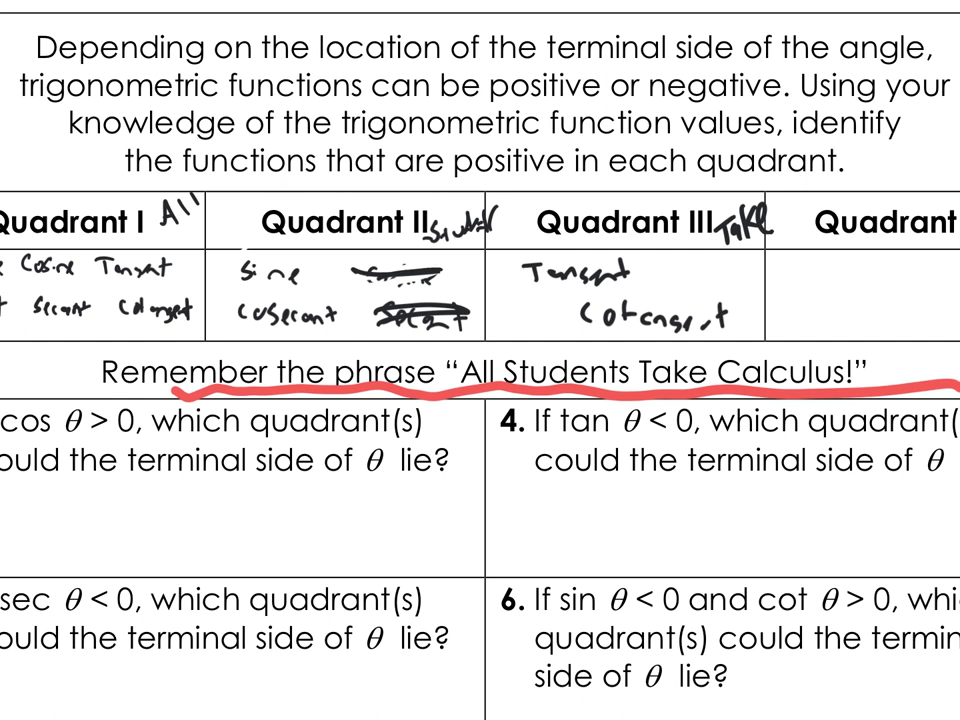 Depending on the location of the terminal side of the angle,
trigonometric functions can be positive or negative. Using your
knowledge of the trigonometric function values, identify
the functions that are positive in each quadrant.
Quadrant I All Quadrant II Quadrant III Take Quadrant
Cosine Tangent Sine Tangent
Secant Cotangent Cosecant Secant Cotangent
Remember the phrase “All Students Take Calculus!”
cos θ > 0, which quadrant(s) 4. If tan θ < 0, which quadrant(
ould the terminal side of θ lie? could the terminal side of θ
sec θ < 0, which quadrant(s) 6. If sin θ < 0 and cot θ > 0, whi
ould the terminal side of θ lie? quadrant(s) could the termin
side of θ lie?